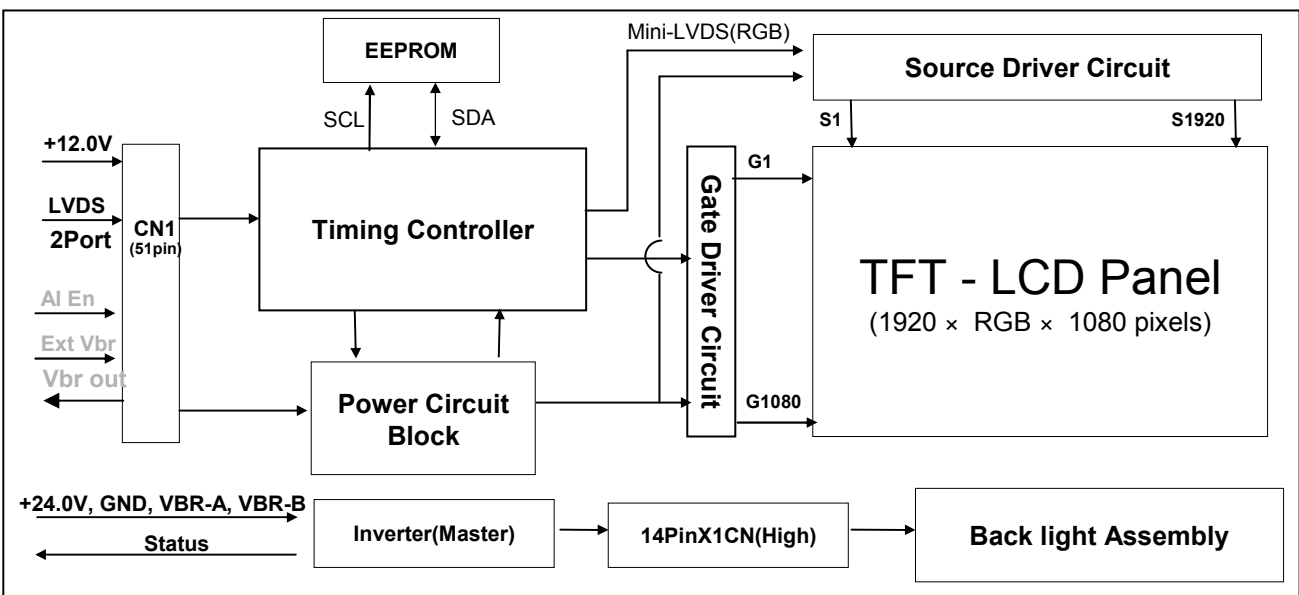 Mini-LVDS(RGB)
EEPROM
Source Driver Circuit
SCL
SDA
S1
S1920
+12.0V
LVDS
2Port
CN1
(51pin)
Timing Controller
Gate Driver Circuit
G1
TFT - LCD Panel
(1920 × RGB × 1080 pixels)
AI En
Ext Vbr
Vbr out
Power Circuit
Block
G1080
+24.0V, GND, VBR-A, VBR-B
Status
Inverter(Master)
14PinX1CN(High)
Back light Assembly